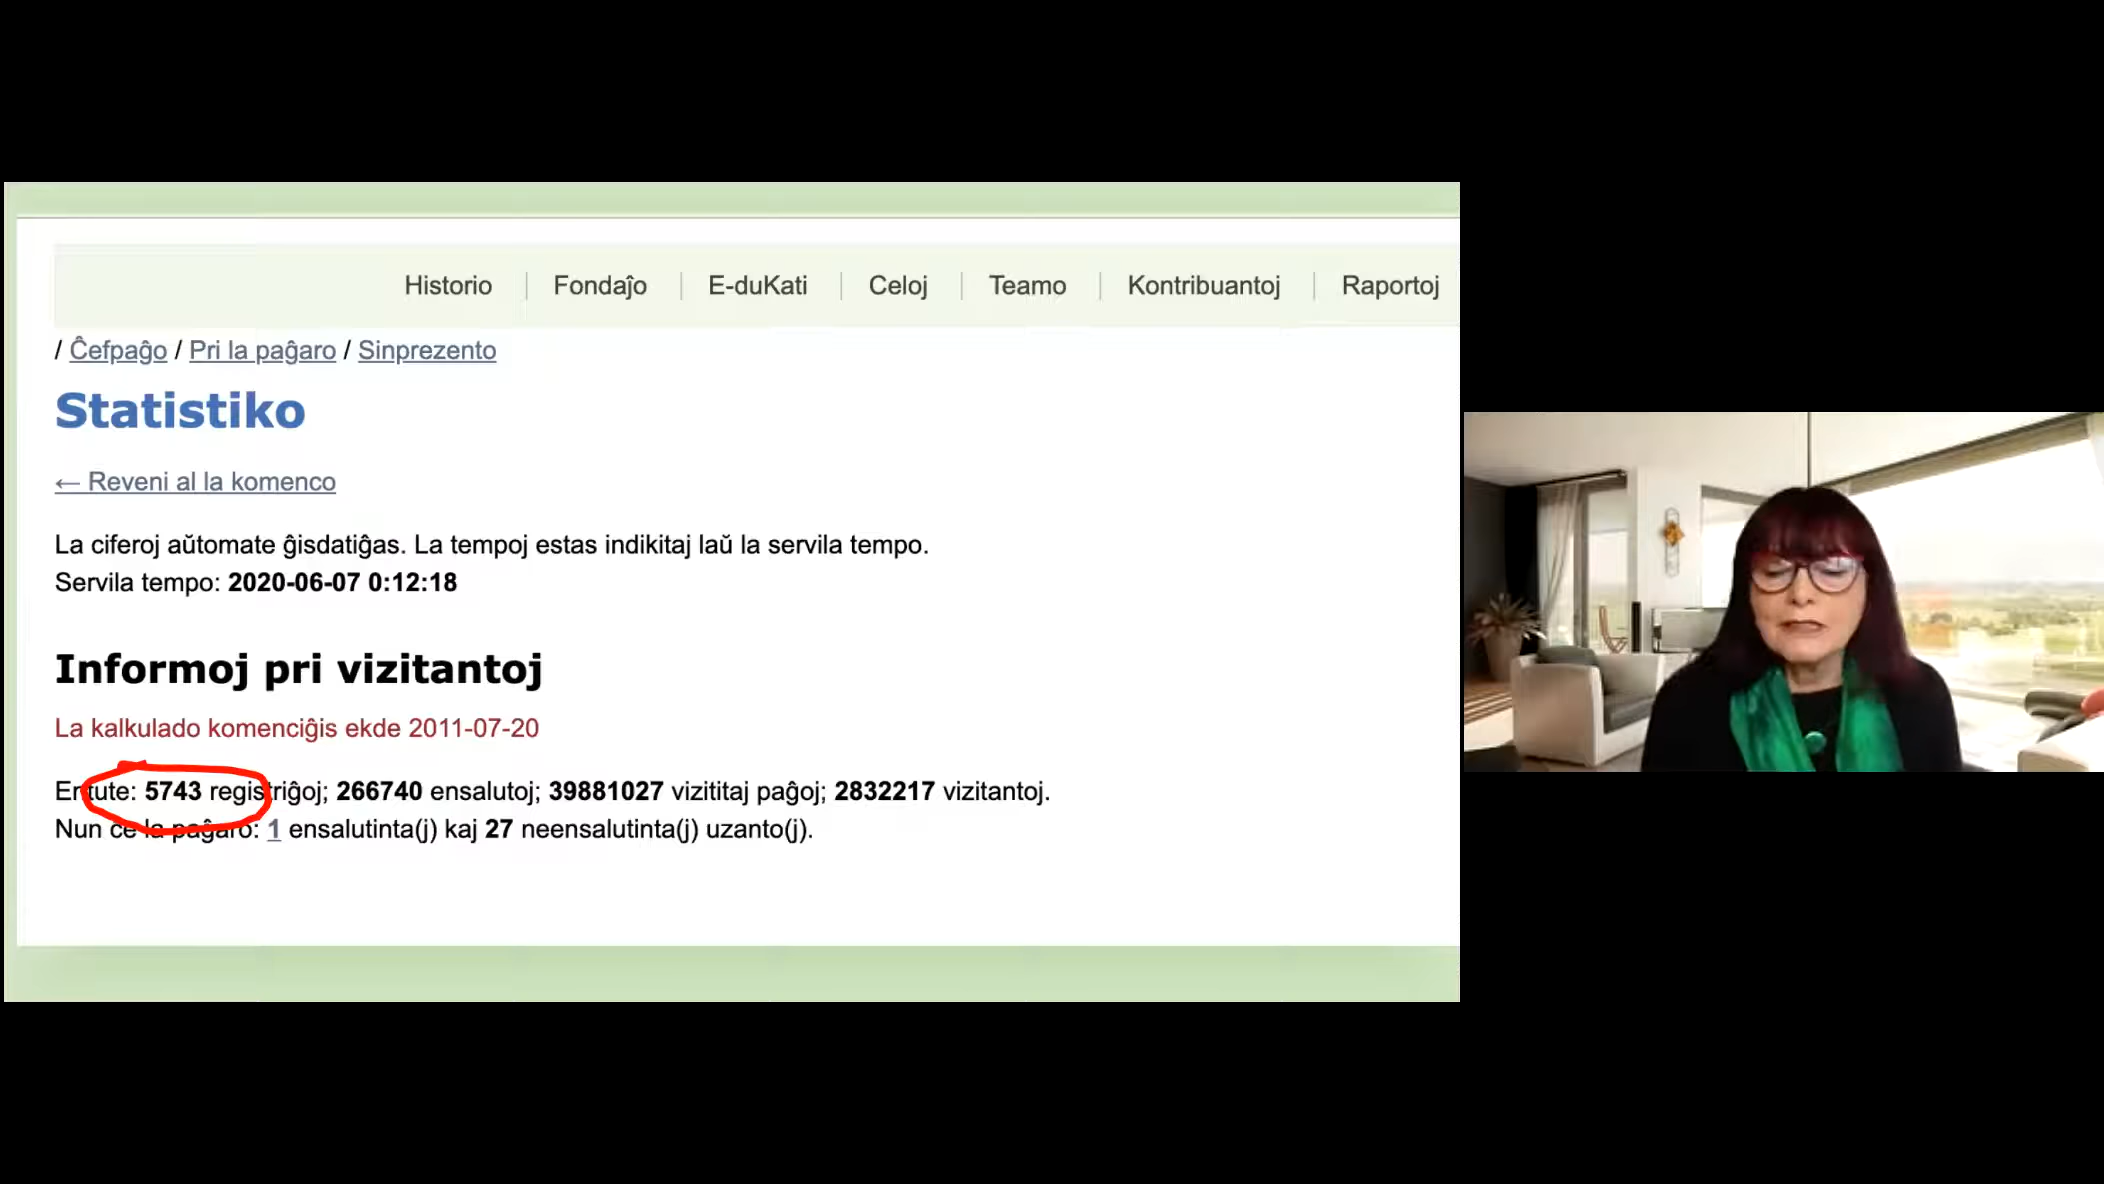 Historio | Fondaĵo | E-duKati | Celoj | Teamo | Kontribuantoj | Raportoj
/ Ĉefpaĝo / Pri la paĝaro / Sinprezento
Statistiko
← Reveni al la komenco
La ciferoj aŭtomate ĝisdatiĝas. La tempoj estas indikitaj laŭ la servila tempo.
Servila tempo: 2020-06-07 0:12:18
Informoj pri vizitantoj
La kalkulado komenciĝis ekde 2011-07-20
Entute: 5743 registriĝoj; 266740 ensalutoj; 39881027 vizititaj paĝoj; 2832217 vizitantoj.
Nun ĉe la paĝaro: 1 ensalutinta(j) kaj 27 neensalutinta(j) uzanto(j).